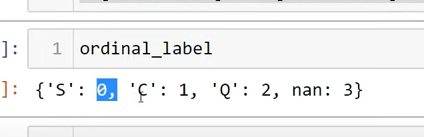 ]:
1 ordinal_label
]: {'S': 0, 'C': 1, 'Q': 2, nan: 3}